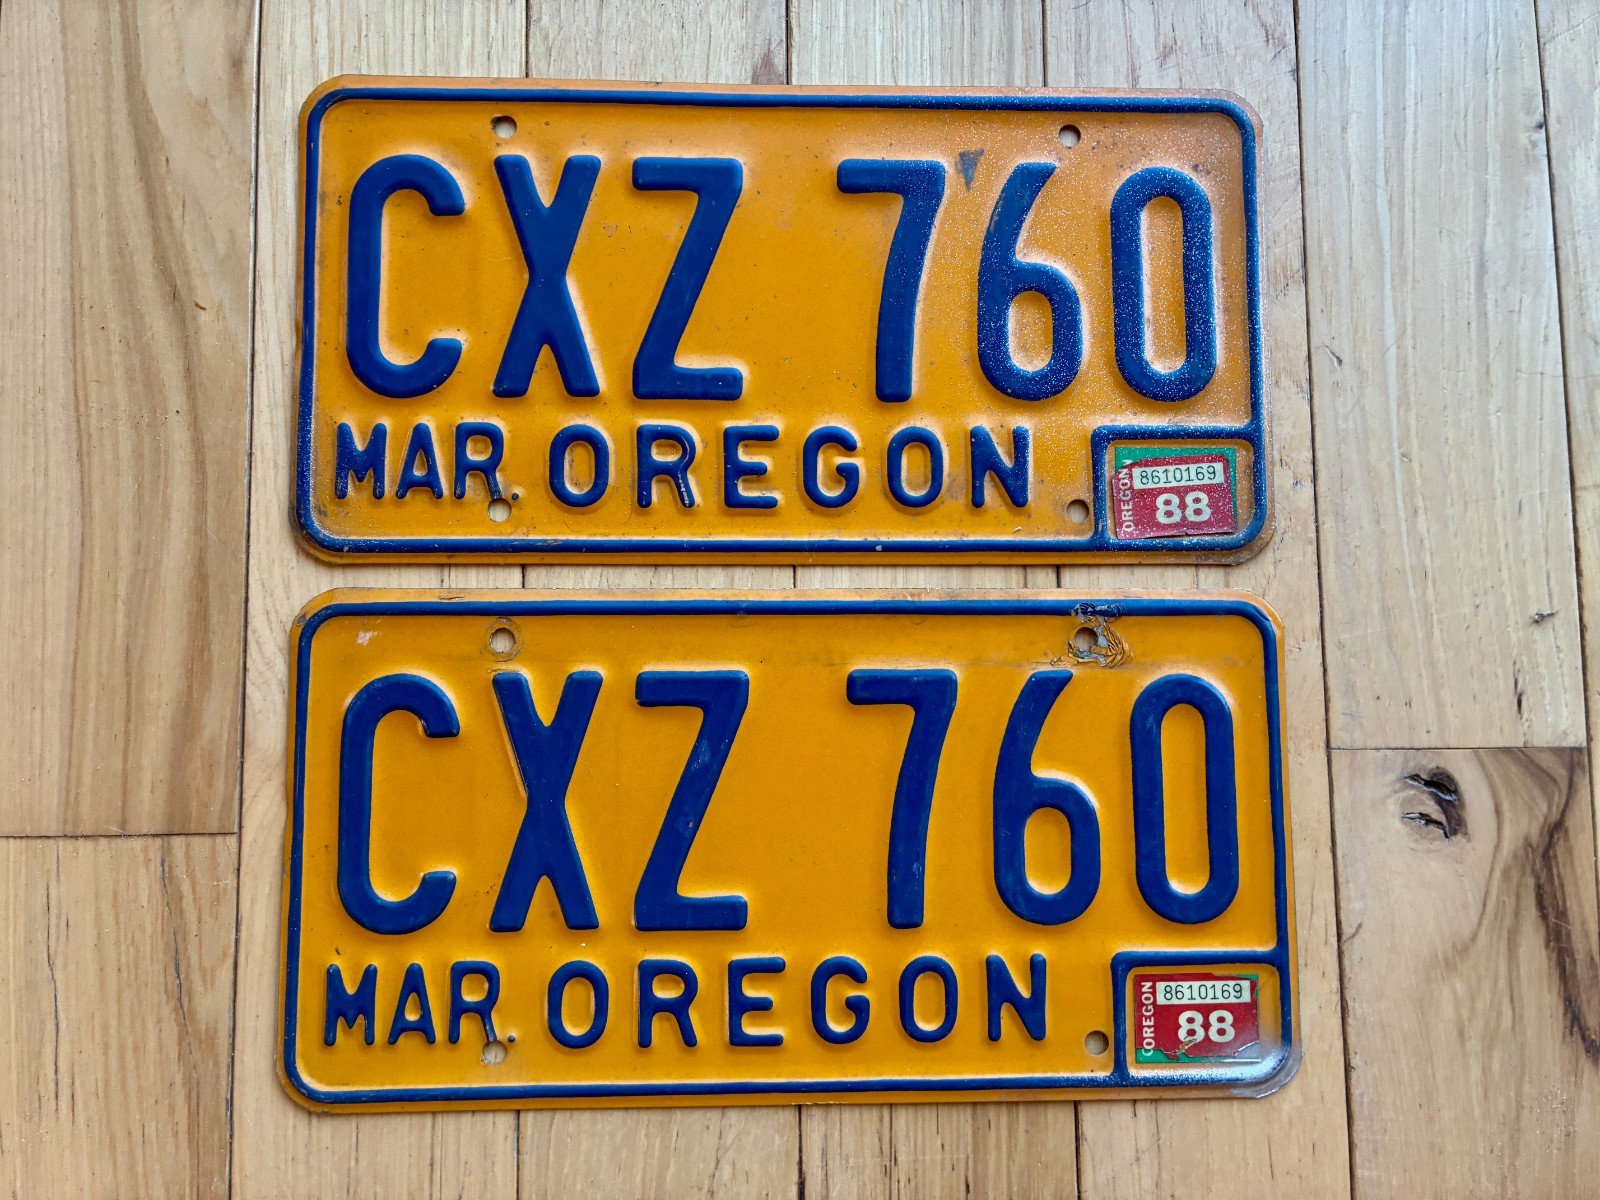 CXZ 760
MAR. OREGON
OREGON
8610169
88
CXZ 760
MAR. OREGON
OREGON
8610169
88